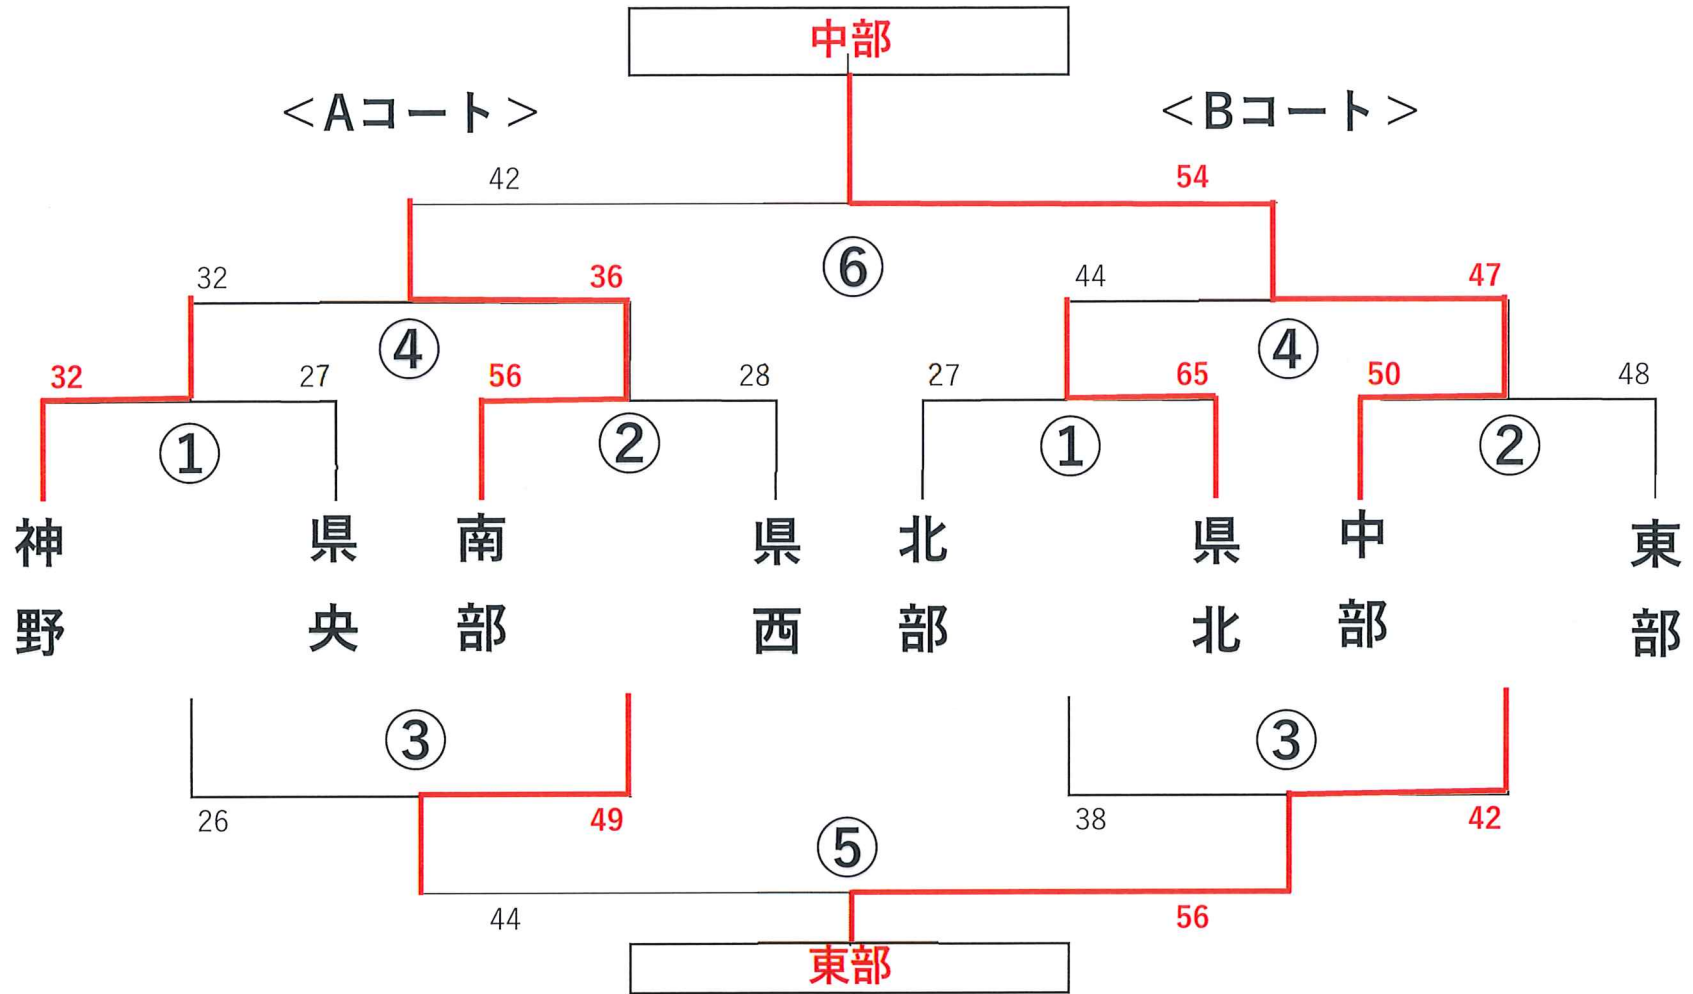 中部
<Aコート>
<Bコート>
42
54
⑥
32
36
44
47
④
④
32
27
56
28
27
65
50
48
①
②
①
②
神野
県央
南部
県西
北部
県北
中部
東部
③
③
26
49
38
42
⑤
44
56
東部